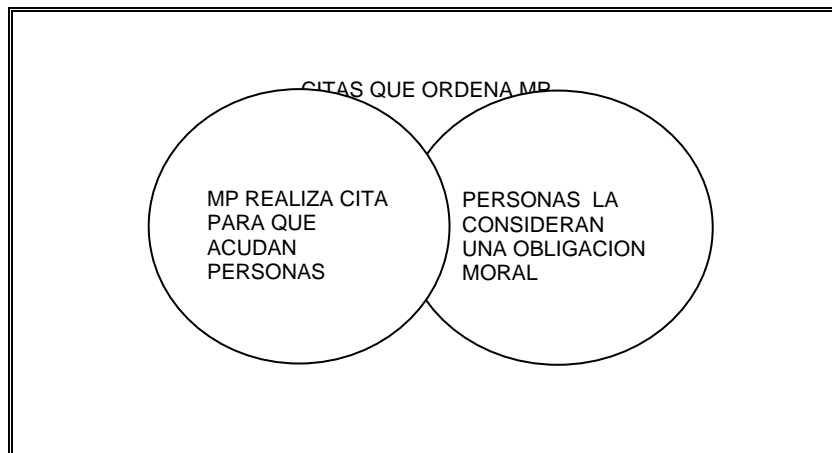 CITAS QUE ORDENA MP
MP REALIZA CITA
PARA QUE
ACUDAN
PERSONAS
PERSONAS LA
CONSIDERAN
UNA OBLIGACION
MORAL